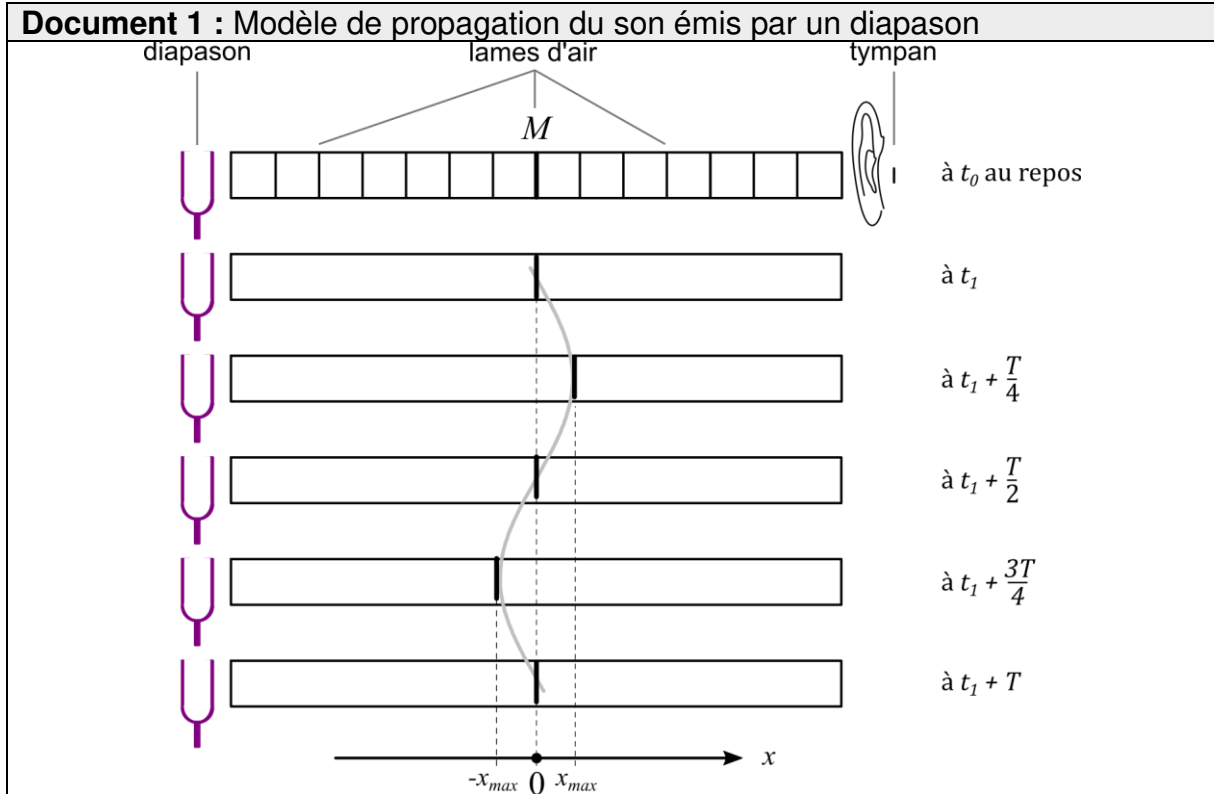 Document 1 : Modèle de propagation du son émis par un diapason
diapason lames d'air tympan
M
à t₀ au repos
à t₁
à t₁ + T/4
à t₁ + T/2
à t₁ + 3T/4
à t₁ + T
x
-xmax 0 xmax